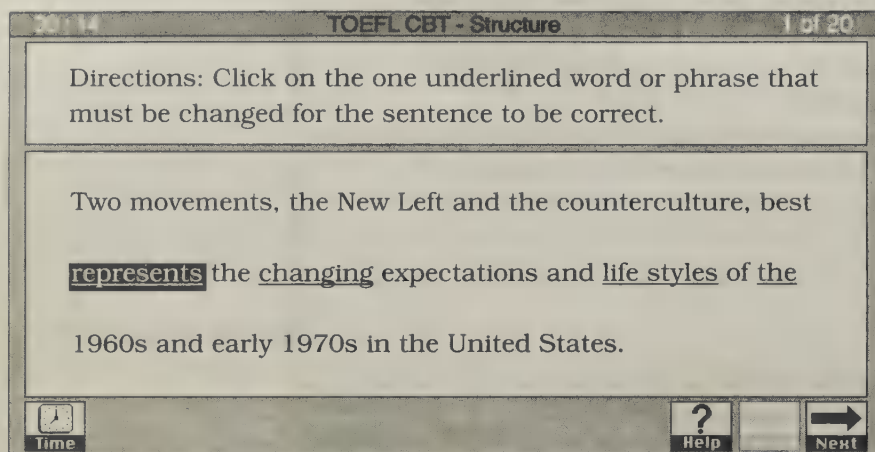 TOEFL CBT - Structure
1 of 20
Directions: Click on the one underlined word or phrase that
must be changed for the sentence to be correct.
Two movements, the New Left and the counterculture, best
represents the changing expectations and life styles of the
1960s and early 1970s in the United States.
Time
?
Help
Next